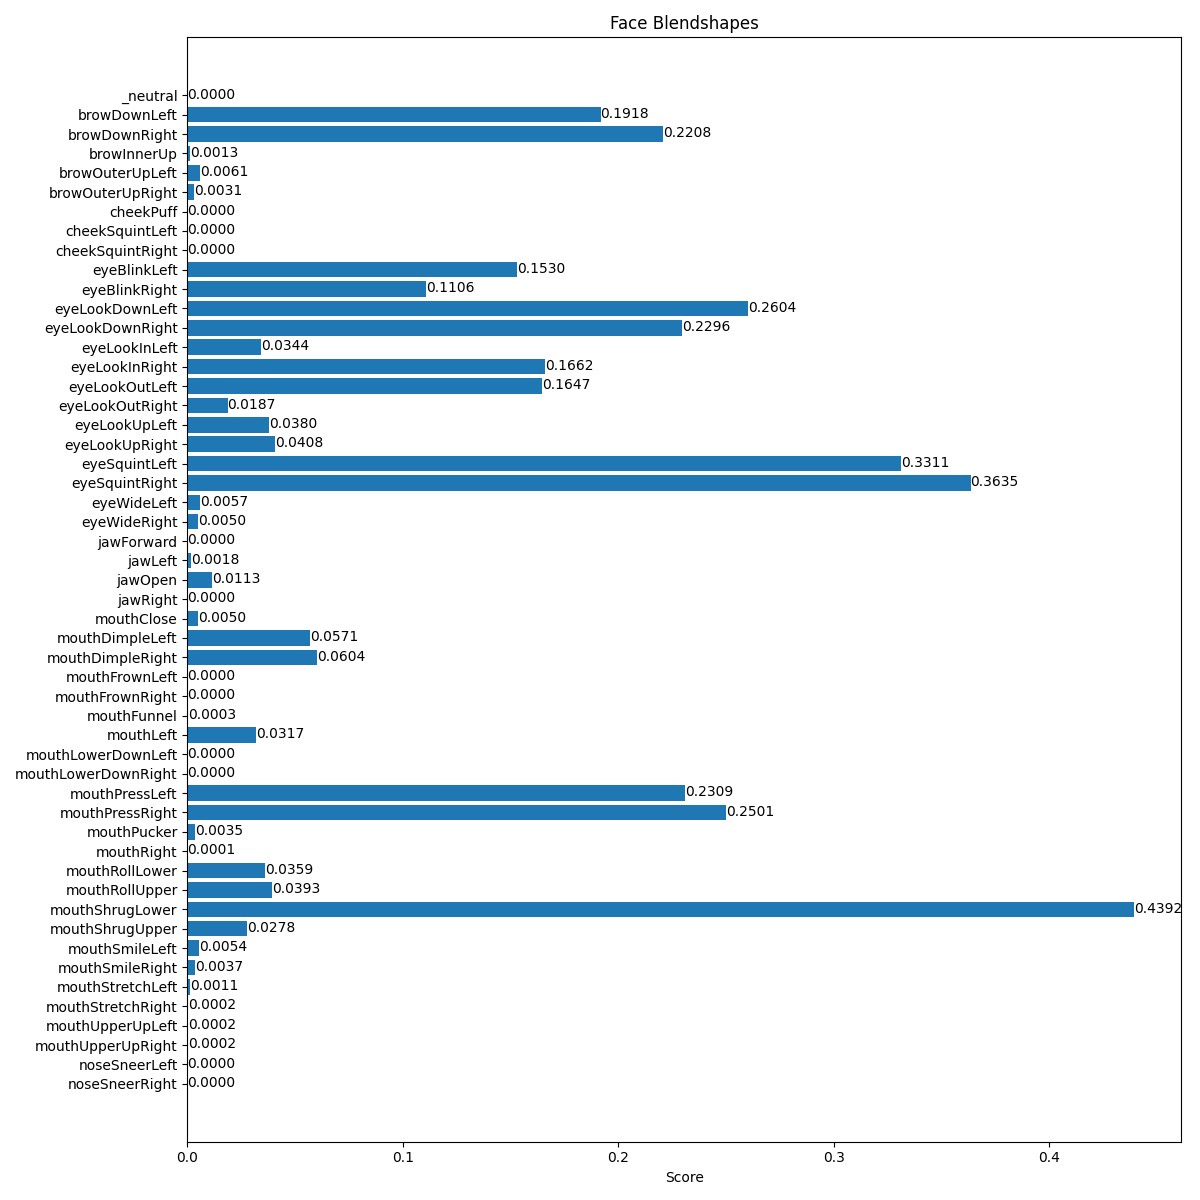 Face Blendshapes
_neutral 0.0000
browDownLeft 0.1918
browDownRight 0.2208
browInnerUp 0.0013
browOuterUpLeft 0.0061
browOuterUpRight 0.0031
cheekPuff 0.0000
cheekSquintLeft 0.0000
cheekSquintRight 0.0000
eyeBlinkLeft 0.1530
eyeBlinkRight 0.1106
eyeLookDownLeft 0.2604
eyeLookDownRight 0.2296
eyeLookInLeft 0.0344
eyeLookInRight 0.1662
eyeLookOutLeft 0.1647
eyeLookOutRight 0.0187
eyeLookUpLeft 0.0380
eyeLookUpRight 0.0408
eyeSquintLeft 0.3311
eyeSquintRight 0.3635
eyeWideLeft 0.0057
eyeWideRight 0.0050
jawForward 0.0000
jawLeft 0.0018
jawOpen 0.0113
jawRight 0.0000
mouthClose 0.0050
mouthDimpleLeft 0.0571
mouthDimpleRight 0.0604
mouthFrownLeft 0.0000
mouthFrownRight 0.0000
mouthFunnel 0.0003
mouthLeft 0.0317
mouthLowerDownLeft 0.0000
mouthLowerDownRight 0.0000
mouthPressLeft 0.2309
mouthPressRight 0.2501
mouthPucker 0.0035
mouthRight 0.0001
mouthRollLower 0.0359
mouthRollUpper 0.0393
mouthShrugLower 0.4392
mouthShrugUpper 0.0278
mouthSmileLeft 0.0054
mouthSmileRight 0.0037
mouthStretchLeft 0.0011
mouthStretchRight 0.0002
mouthUpperUpLeft 0.0002
mouthUpperUpRight 0.0002
noseSneerLeft 0.0000
noseSneerRight 0.0000
0.0 0.1 0.2 0.3 0.4
Score